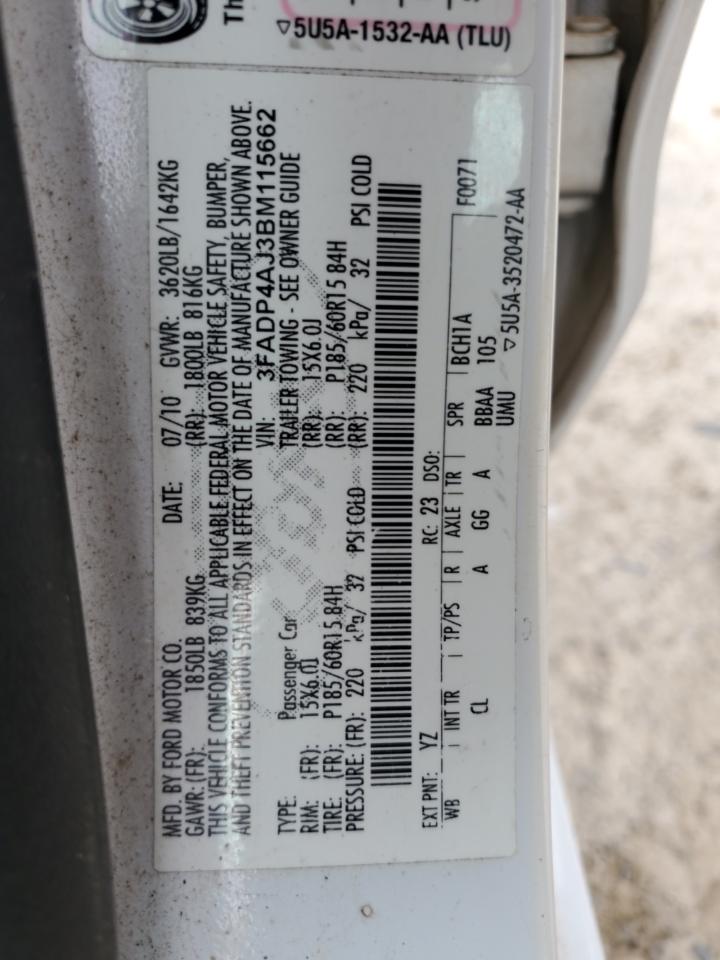 Th
▽5U5A-1532-AA (TLU)
MFD. BY FORD MOTOR CO. DATE: 07/10 GVWR: 3620LB/1642KG
GAWR: (FR): 1850LB 839KG (RR): 1800LB 816KG
THIS VEHICLE CONFORMS TO ALL APPLICABLE FEDERAL MOTOR VEHICLE SAFETY, BUMPER,
AND THEFT PREVENTION STANDARDS IN EFFECT ON THE DATE OF MANUFACTURE SHOWN ABOVE.
VIN: 3FADP4AJ3BM115662
TYPE: Passenger Car TRAILER TOWING - SEE OWNER GUIDE
RIM: (FR): 15X6.0J (RR): 15X6.0J
TIRE: (FR): P185/60R15 84H (RR): P185/60R15 84H
PRESSURE: (FR): 220 kPa/ 32 PSI COLD (RR): 220 kPa/ 32 PSI COLD
EXT PNT: YZ RC: 23 DSO: F0071
WB INT TR TP/PS R AXLE TR SPR BCH1A
CL A GG A BBAA 105
UMU ▽5U5A-3520472-AA